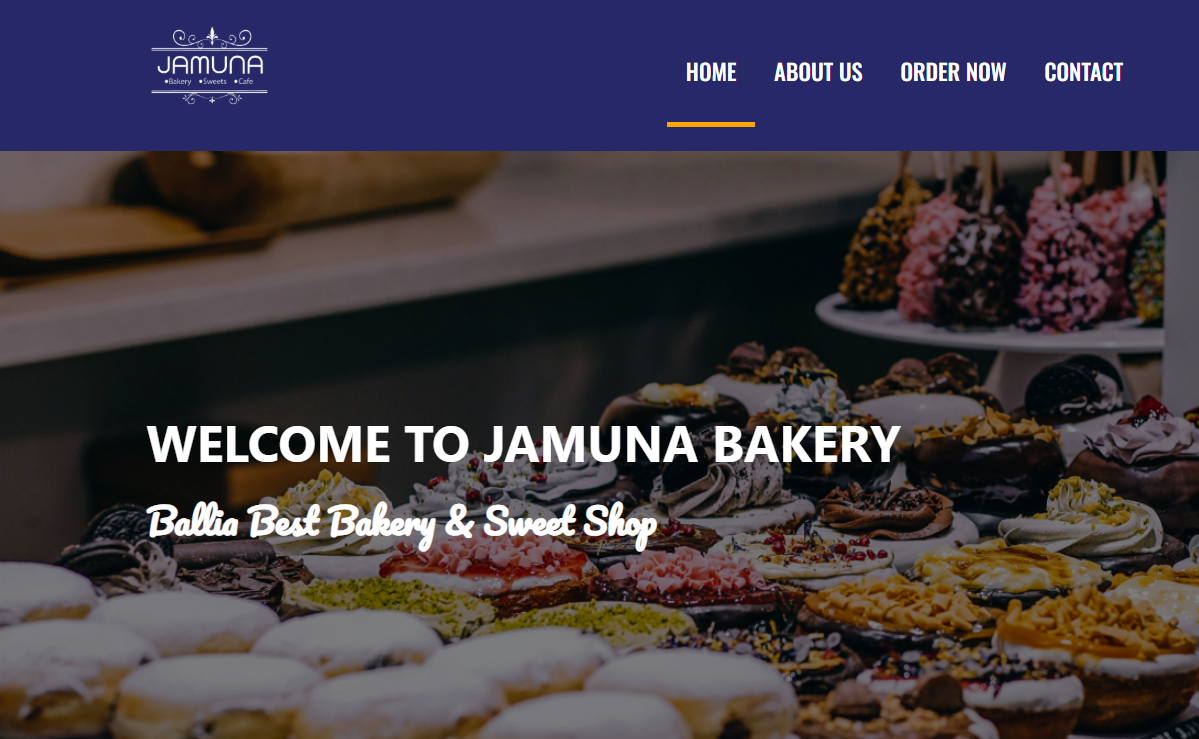 JAMUNA
•Bakery •Sweets •Cafe
HOME ABOUT US ORDER NOW CONTACT
WELCOME TO JAMUNA BAKERY
Ballia Best Bakery & Sweet Shop